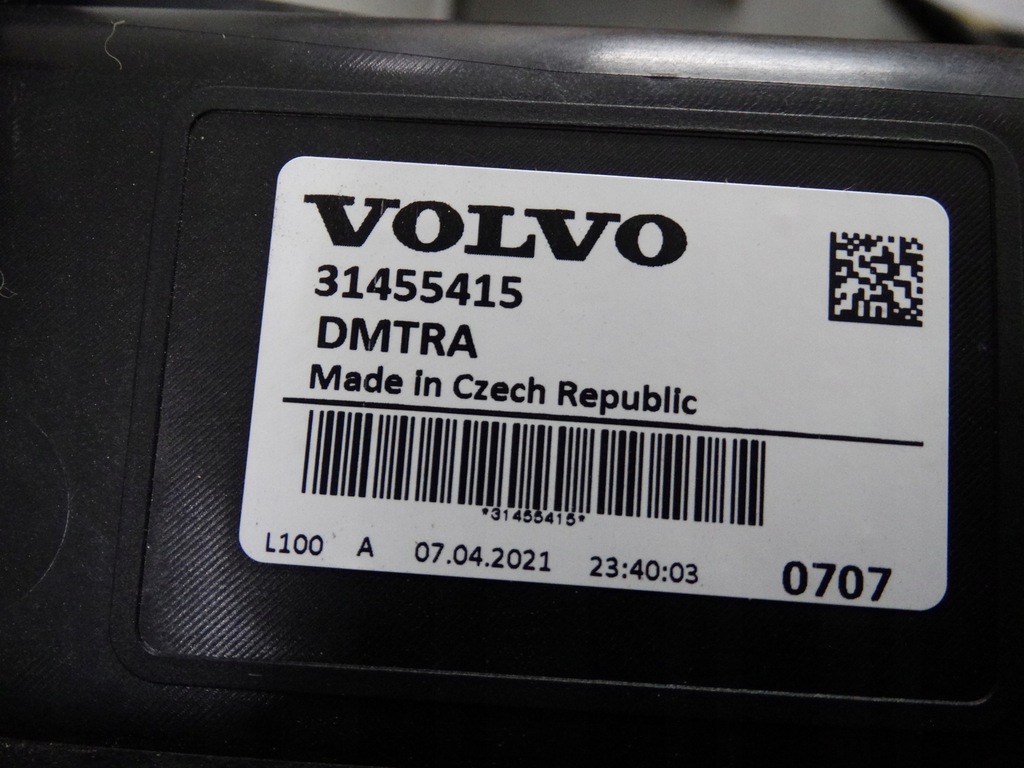 VOLVO
31455415
DMTRA
Made in Czech Republic
*31455415*
L100 A 07.04.2021 23:40:03 0707